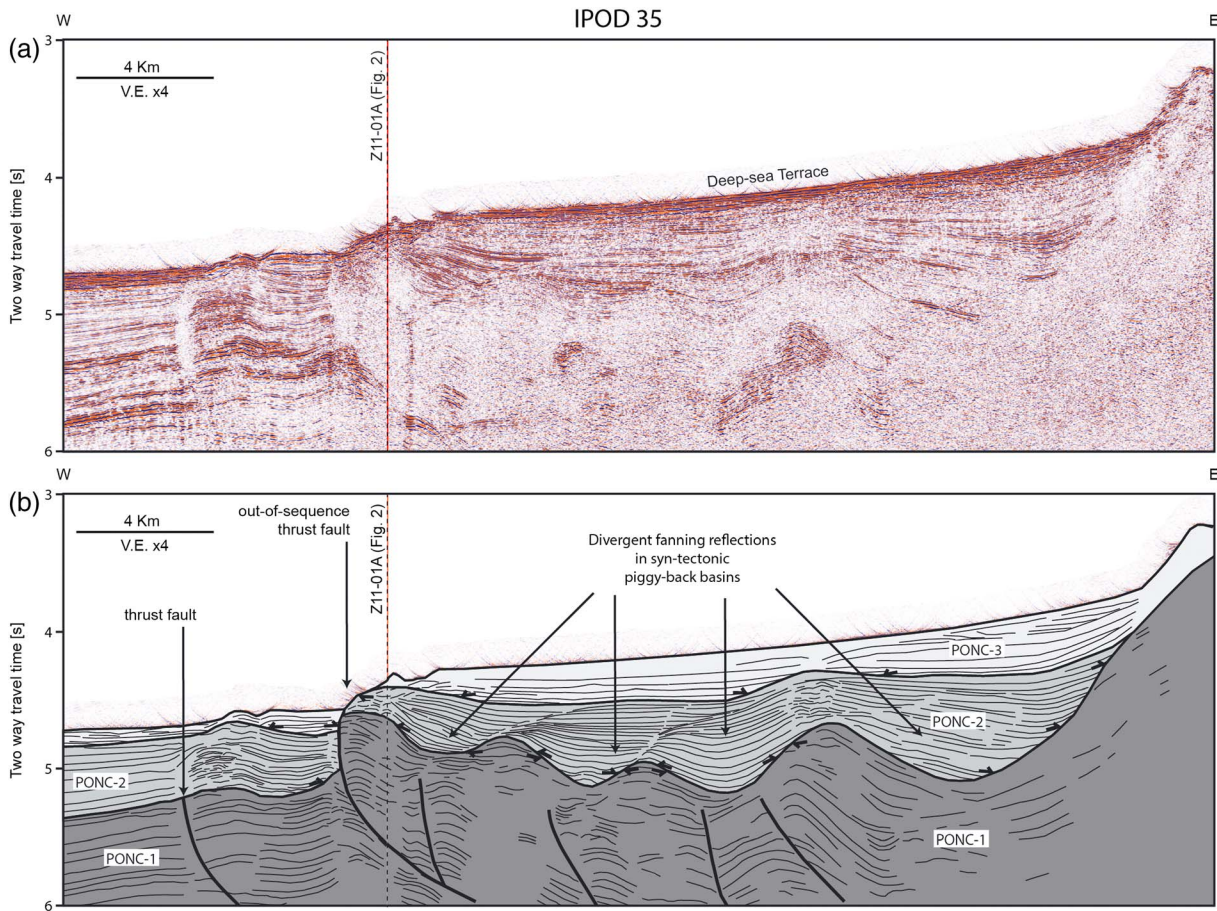 IPOD 35
W
E
(a)
3
4 Km
V.E. x4
Z11-01A (Fig. 2)
4
Deep-sea Terrace
Two way travel time [s]
5
6
W
E
(b)
3
4 Km
V.E. x4
out-of-sequence
thrust fault
Z11-01A (Fig. 2)
Divergent fanning reflections
in syn-tectonic
piggy-back basins
thrust fault
4
PONC-3
Two way travel time [s]
PONC-2
5
PONC-2
PONC-1
PONC-1
6